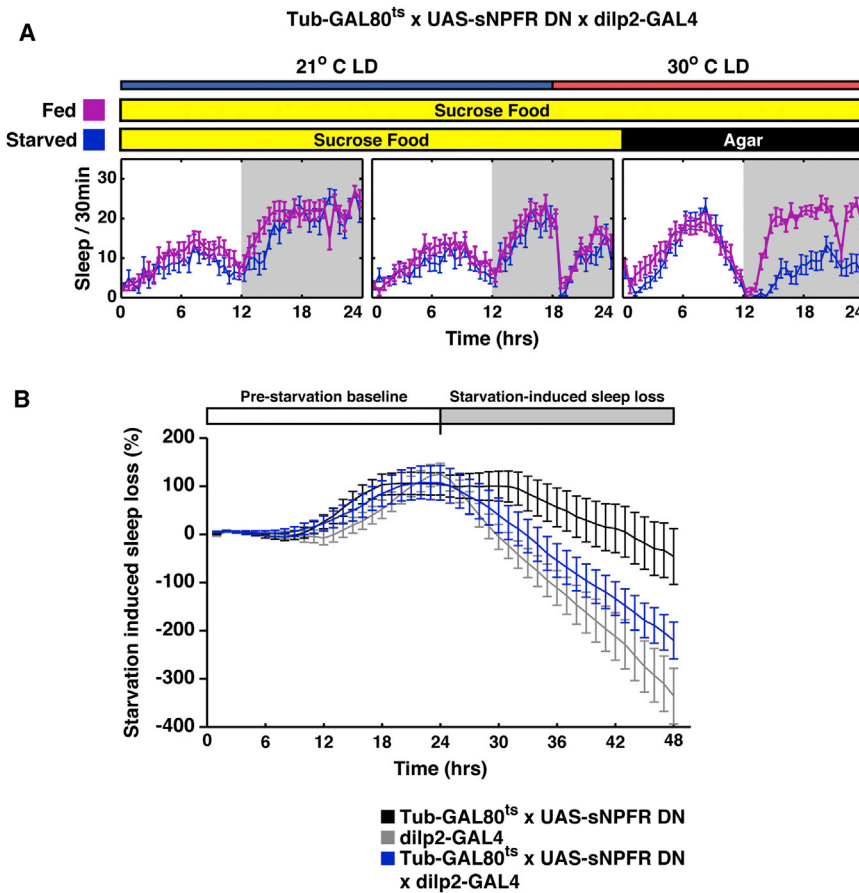 Tub-GAL80ts x UAS-sNPFR DN x dilp2-GAL4
A
21o C LD 30o C LD
Fed Sucrose Food
Starved Sucrose Food Agar
Sleep / 30min
30
20
10
0
0 6 12 18 24 0 6 12 18 24 0 6 12 18 24
Time (hrs)
B
Pre-starvation baseline Starvation-induced sleep loss
Starvation induced sleep loss (%)
200
100
0
-100
-200
-300
-400
0 6 12 18 24 30 36 42 48
Time (hrs)
Tub-GAL80ts x UAS-sNPFR DN
dilp2-GAL4
Tub-GAL80ts x UAS-sNPFR DN
x dilp2-GAL4